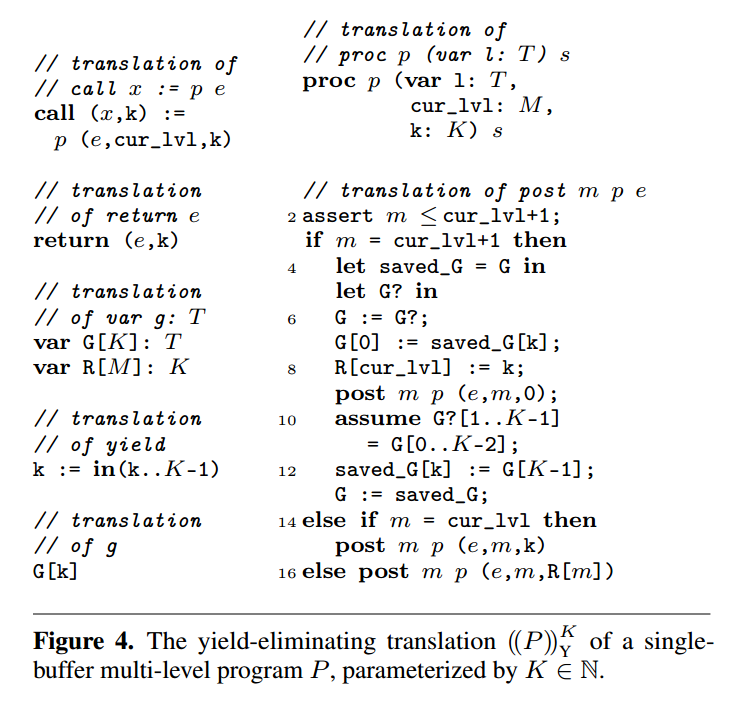 // translation of
// call x := p e
call (x,k) :=
p (e,cur_lvl,k)
// translation
// of return e
return (e,k)
// translation
// of var g: T
var G[K]: T
var R[M]: K
// translation
// of yield
k := in(k..K-1)
// translation
// of g
G[k]
// translation of
// proc p (var l: T) s
proc p (var l: T,
cur_lvl: M,
k: K) s
// translation of post m p e
2 assert m ≤ cur_lvl+1;
if m = cur_lvl+1 then
4 let saved_G = G in
let G? in
6 G := G?;
G[0] := saved_G[k];
8 R[cur_lvl] := k;
post m p (e,m,0);
10 assume G?[1..K-1]
= G[0..K-2];
12 saved_G[k] := G[K-1];
G := saved_G;
14 else if m = cur_lvl then
post m p (e,m,k)
16 else post m p (e,m,R[m])
Figure 4. The yield-eliminating translation ((P))ᴷ_Y of a single-
buffer multi-level program P, parameterized by K ∈ ℕ.